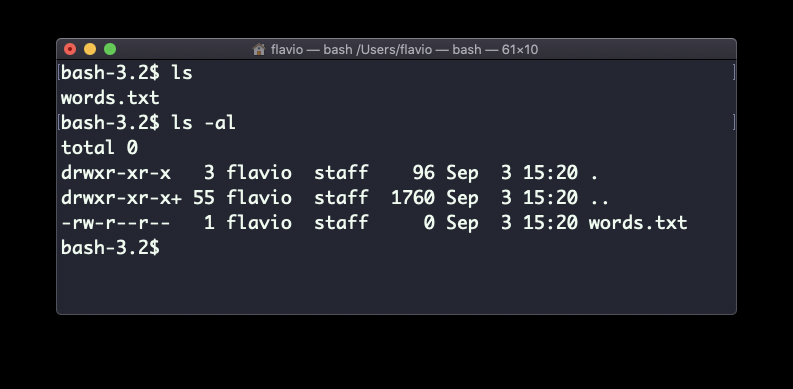 flavio — bash /Users/flavio — bash — 61×10
[bash-3.2$ ls ]
words.txt
[bash-3.2$ ls -al ]
total 0
drwxr-xr-x   3 flavio  staff    96 Sep  3 15:20 .
drwxr-xr-x+ 55 flavio  staff  1760 Sep  3 15:20 ..
-rw-r--r--   1 flavio  staff     0 Sep  3 15:20 words.txt
bash-3.2$